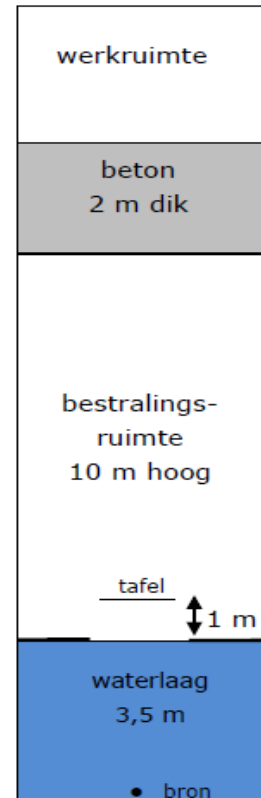 werkruimte
beton
2 m dik
bestralings-
ruimte
10 m hoog
tafel
1 m
waterlaag
3,5 m
bron